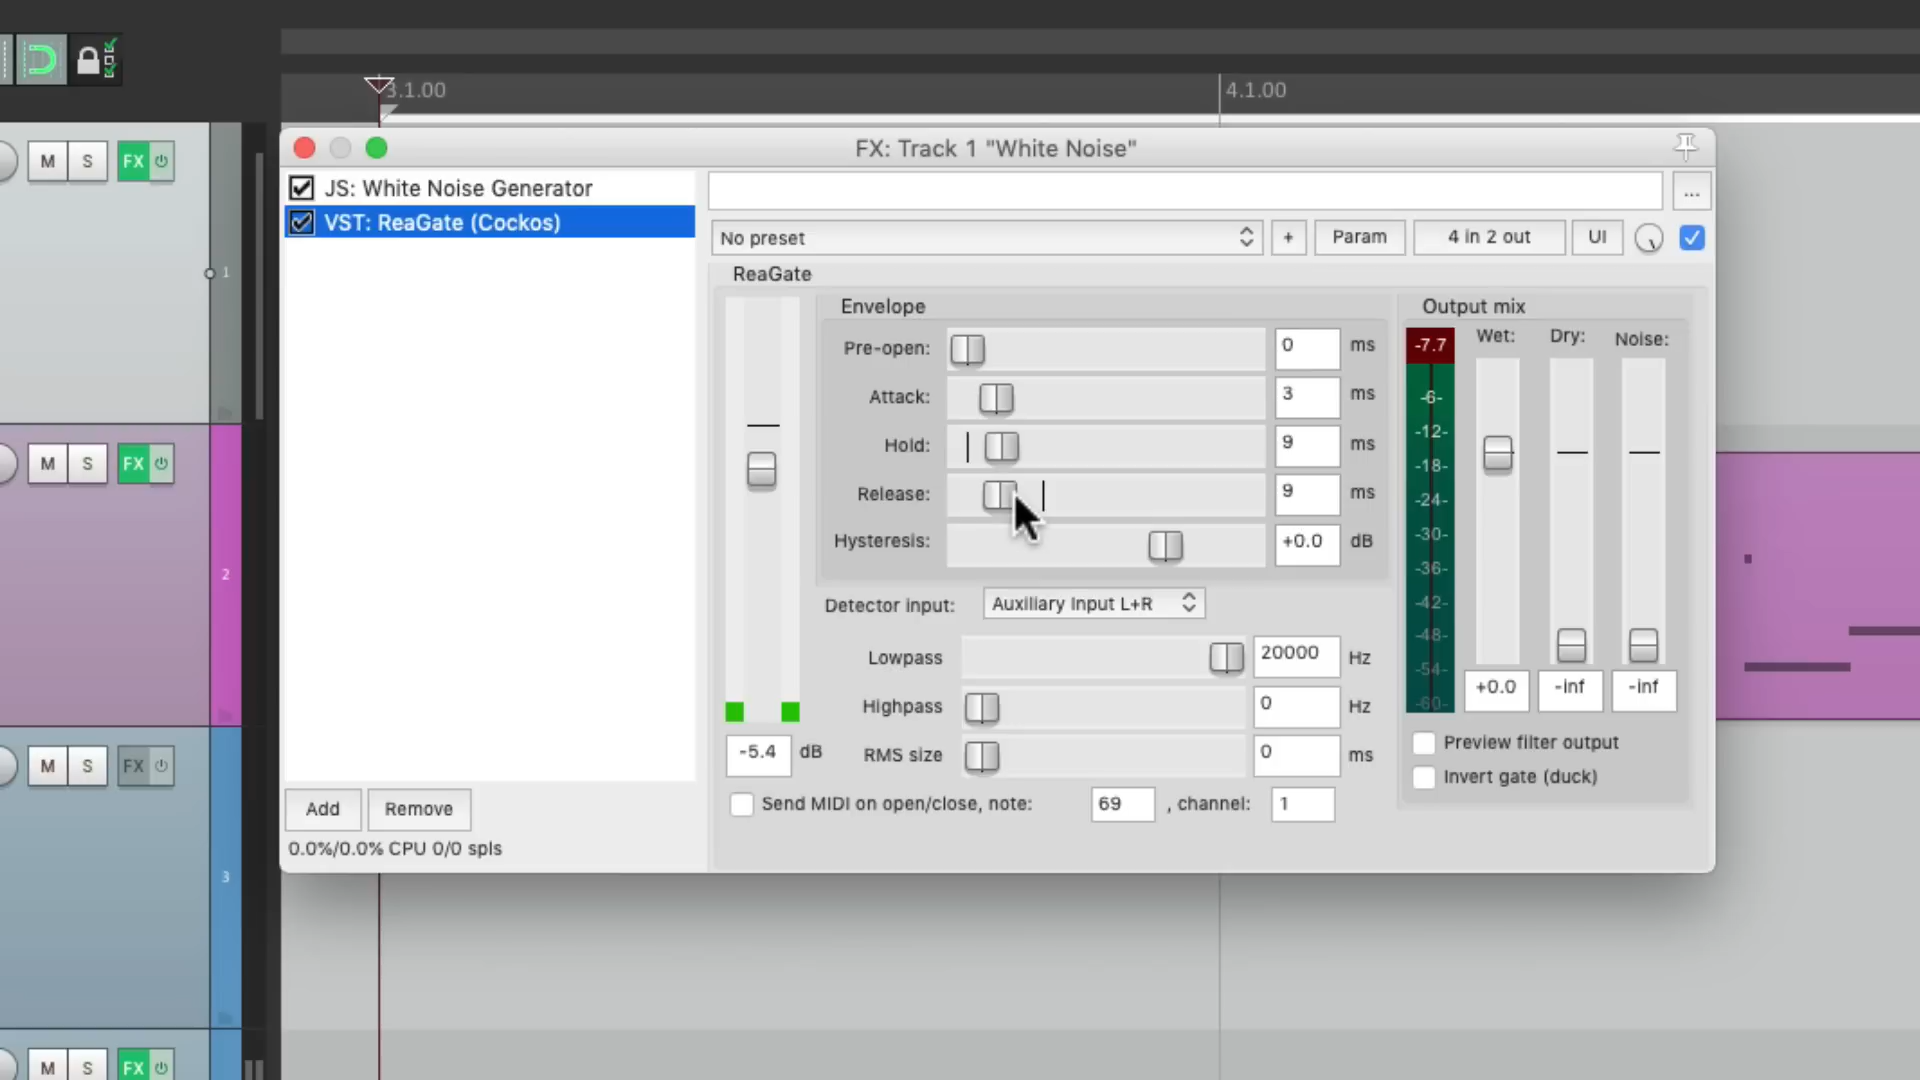 3.1.00
4.1.00
M S FX
1
FX: Track 1 "White Noise"
JS: White Noise Generator
VST: ReaGate (Cockos)
...
No preset
+
Param
4 in 2 out
UI
ReaGate
Envelope
Pre-open: 0 ms
Attack: 3 ms
Hold: 9 ms
Release: 9 ms
Hysteresis: +0.0 dB
Detector input: Auxiliary Input L+R
Lowpass 20000 Hz
Highpass 0 Hz
-5.4 dB
RMS size 0 ms
Send MIDI on open/close, note: 69 , channel: 1
Output mix
Wet: Dry: Noise:
-7.7
-6-
-12-
-18-
-24-
-30-
-36-
-42-
-48-
-54-
-60-
+0.0 -inf -inf
Preview filter output
Invert gate (duck)
Add Remove
0.0%/0.0% CPU 0/0 spls
M S FX
2
M S FX
3
M S FX